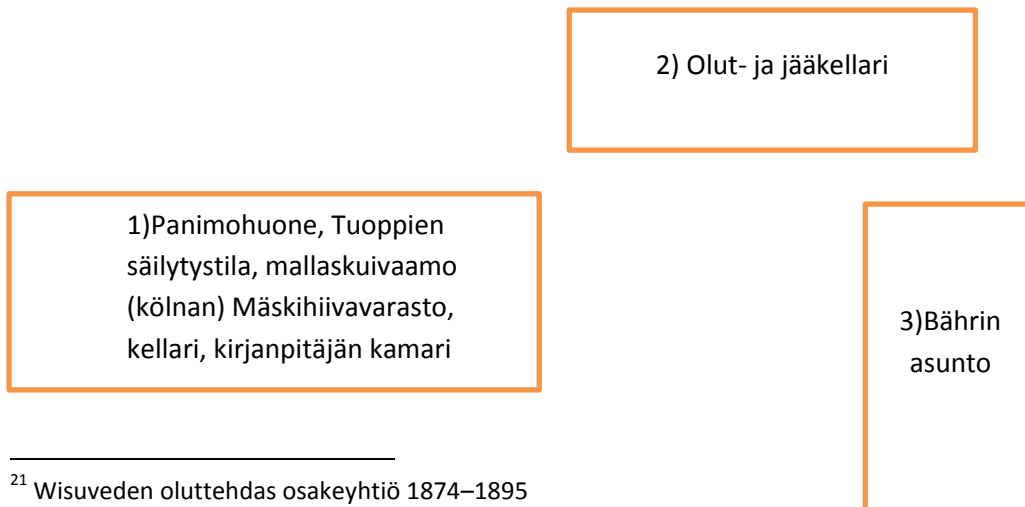 2) Olut- ja jääkellari
1)Panimohuone, Tuoppien
säilytystila, mallaskuivaamo
(kölnan) Mäskihiivavarasto,
kellari, kirjanpitäjän kamari
3)Bährin
asunto
21 Wisuveden oluttehdas osakeyhtiö 1874–1895